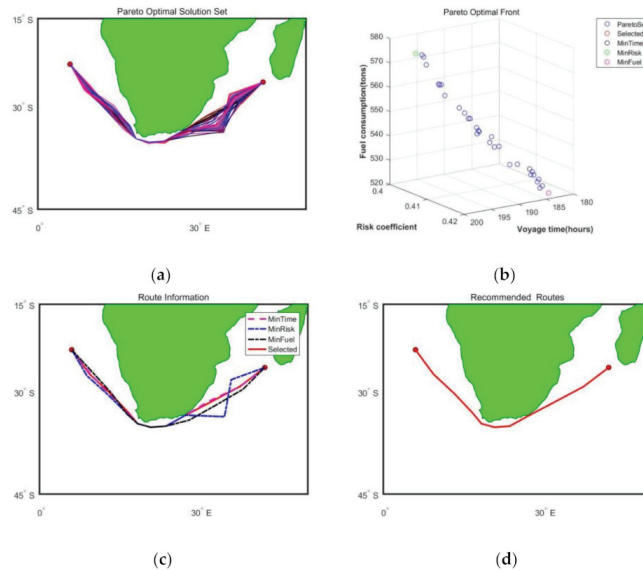 Pareto Optimal Solution Set
15° S
30° S
45° S
0°
30° E
(a)
Pareto Optimal Front
Fuel consumption(tons)
580
570
560
550
540
530
520
0.4
0.41
0.42
Risk coefficient
200
195
190
185
180
Voyage time(hours)
Selected
MinTime
MinRisk
MinFuel
(b)
Route Information
15° S
30° S
45° S
0°
30° E
MinTime
MinRisk
MinFuel
Selected
(c)
Recommended Routes
15° S
30° S
45° S
0°
30° E
(d)